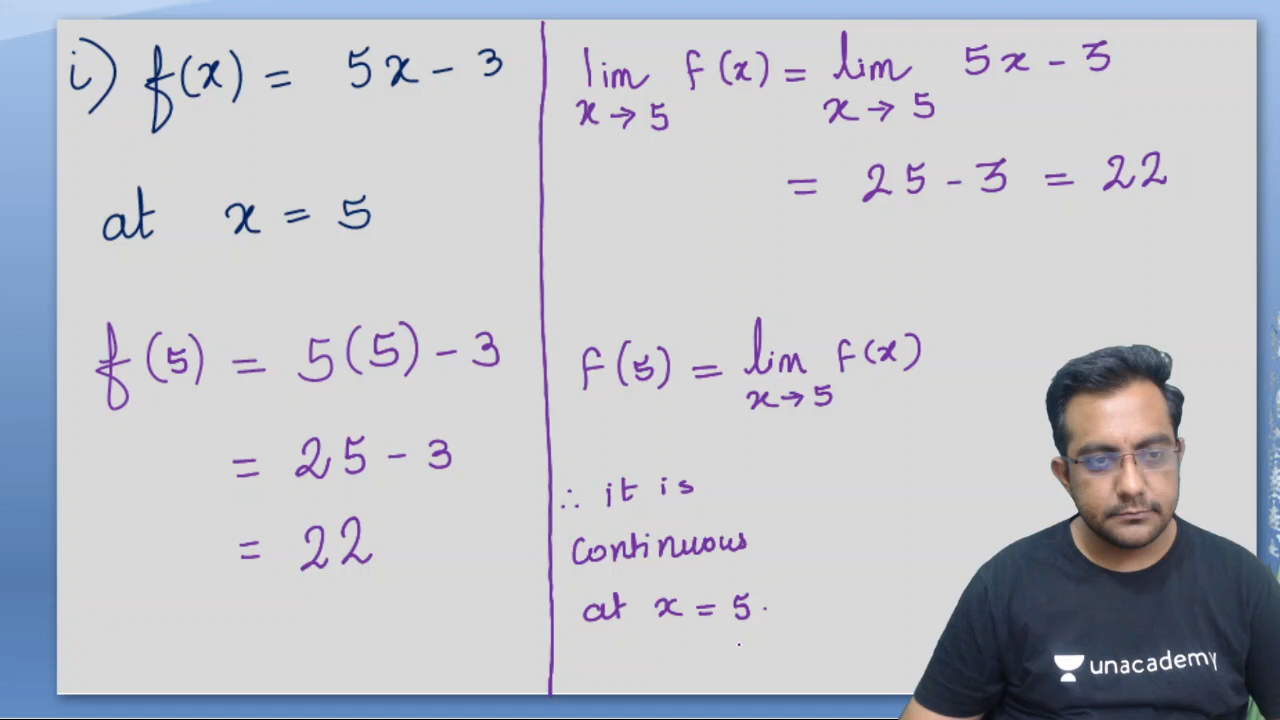 i) f(x) = 5x - 3
at x = 5
f(5) = 5(5) - 3
= 25 - 3
= 22
lim x→5 f(x) = lim x→5 5x - 3
= 25 - 3 = 22
f(5) = lim x→5 f(x)
∴ it is
continuous
at x = 5.
unacademy